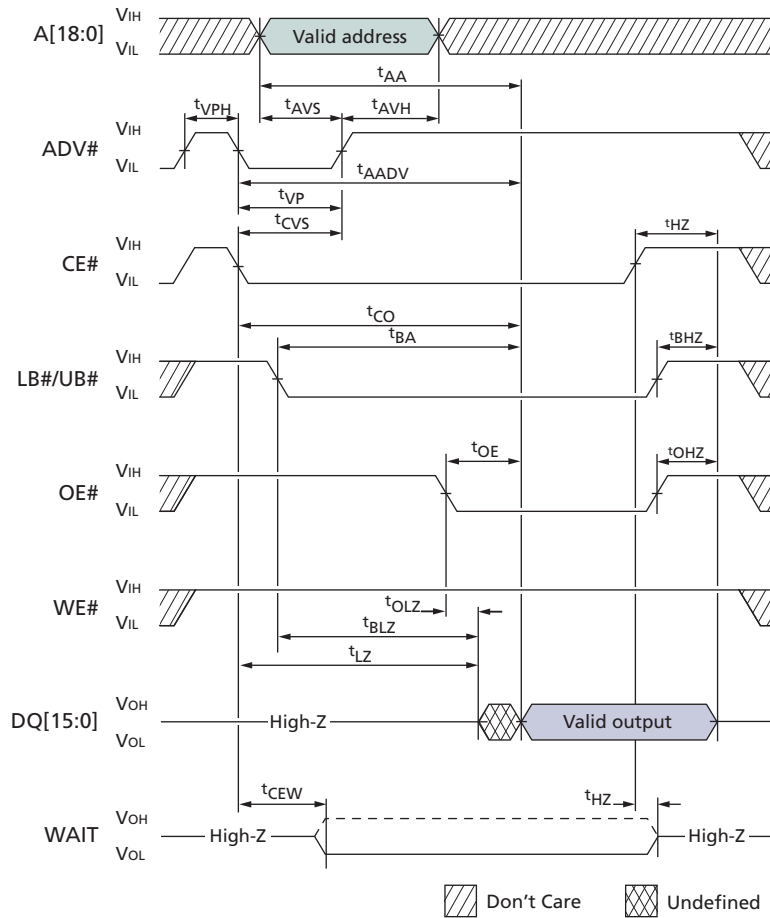 A[18:0]
VIH
VIL
Valid address
tAA
tVPH
tAVS
tAVH
ADV#
VIH
VIL
tAADV
tVP
tCVS
CE#
VIH
VIL
tHZ
tCO
tBA
LB#/UB#
VIH
VIL
tBHZ
OE#
VIH
VIL
tOE
tOHZ
WE#
VIH
VIL
tOLZ
tBLZ
tLZ
DQ[15:0]
VOH
VOL
High-Z
Valid output
tCEW
tHZ
WAIT
VOH
VOL
High-Z
High-Z
Don't Care
Undefined